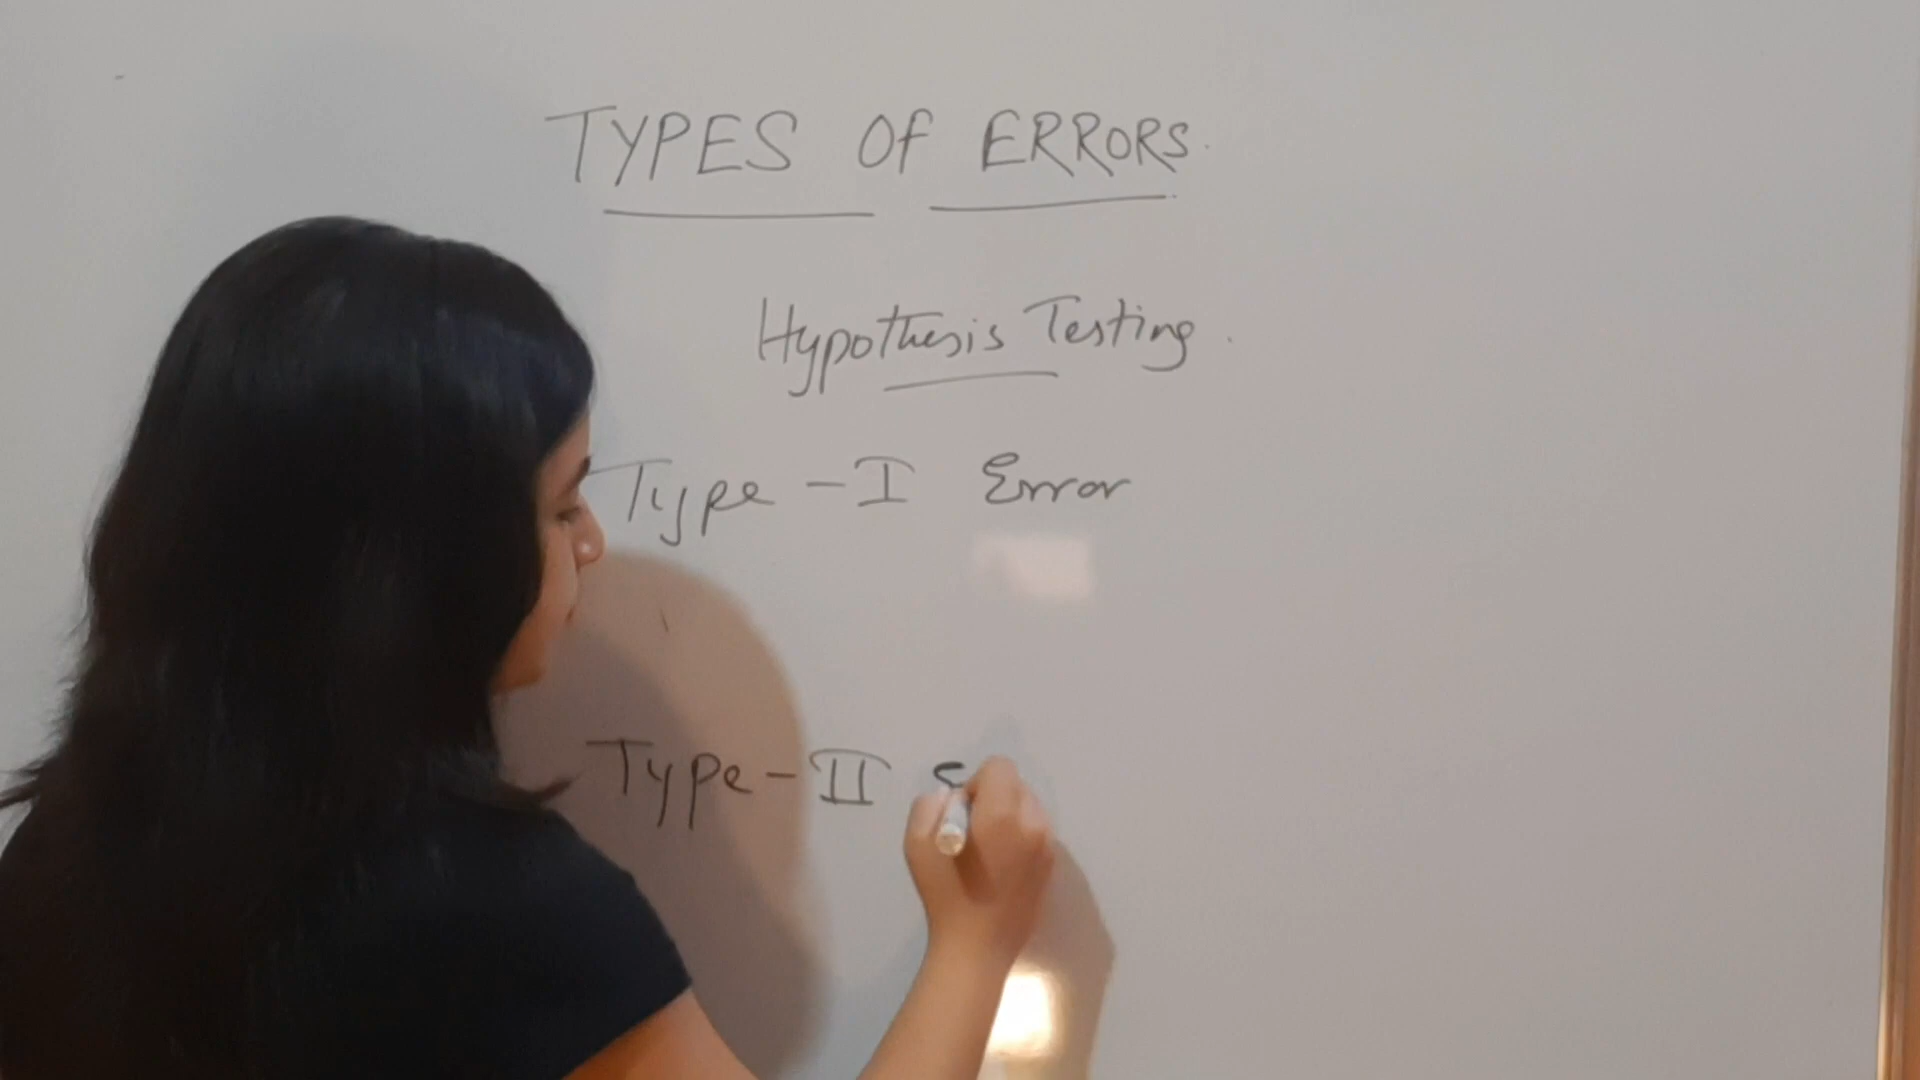 TYPES OF ERRORS.
Hypothesis Testing.
Type - I Error
Type - II